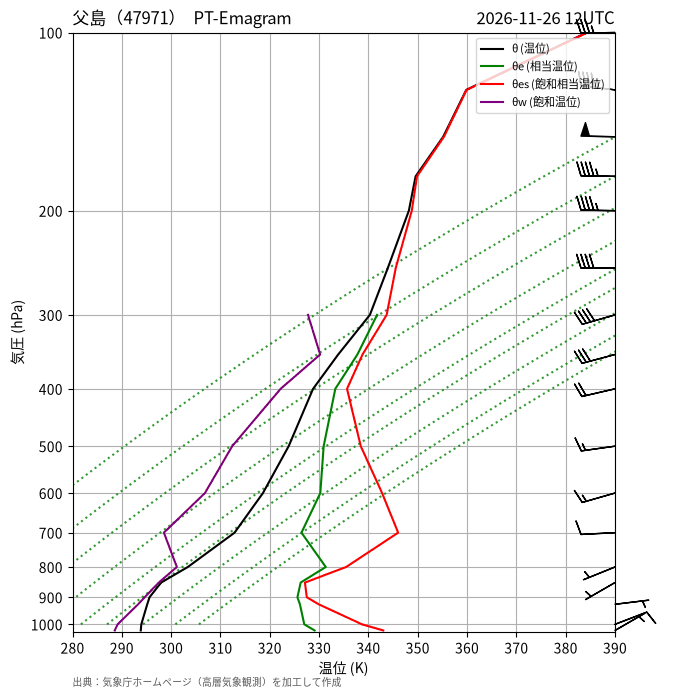 父島（47971） PT-Emagram
2026-11-26 12UTC
θ (温位)
θe (相当温位)
θes (飽和相当温位)
θw (飽和温位)
100
200
300
400
500
600
700
800
900
1000
気圧 (hPa)
280 290 300 310 320 330 340 350 360 370 380 390
温位 (K)
出典：気象庁ホームページ（高層気象観測）を加工して作成